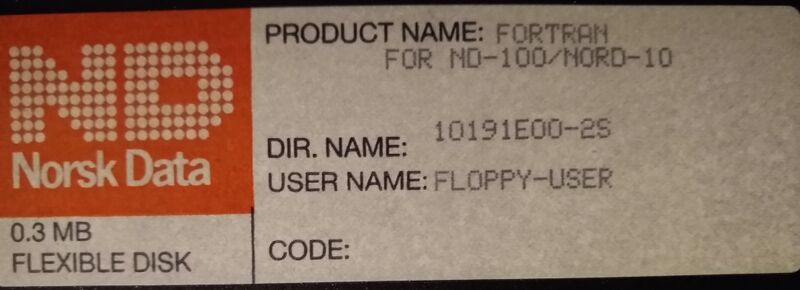 ND
Norsk Data
0.3 MB
FLEXIBLE DISK
PRODUCT NAME: FORTRAN
FOR ND-100/NORD-10
DIR. NAME: 10191E00-2S
USER NAME: FLOPPY-USER
CODE: